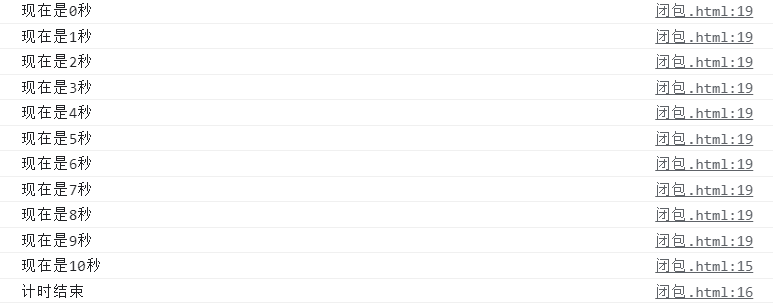 现在是0秒 闭包.html:19
现在是1秒 闭包.html:19
现在是2秒 闭包.html:19
现在是3秒 闭包.html:19
现在是4秒 闭包.html:19
现在是5秒 闭包.html:19
现在是6秒 闭包.html:19
现在是7秒 闭包.html:19
现在是8秒 闭包.html:19
现在是9秒 闭包.html:19
现在是10秒 闭包.html:15
计时结束 闭包.html:16